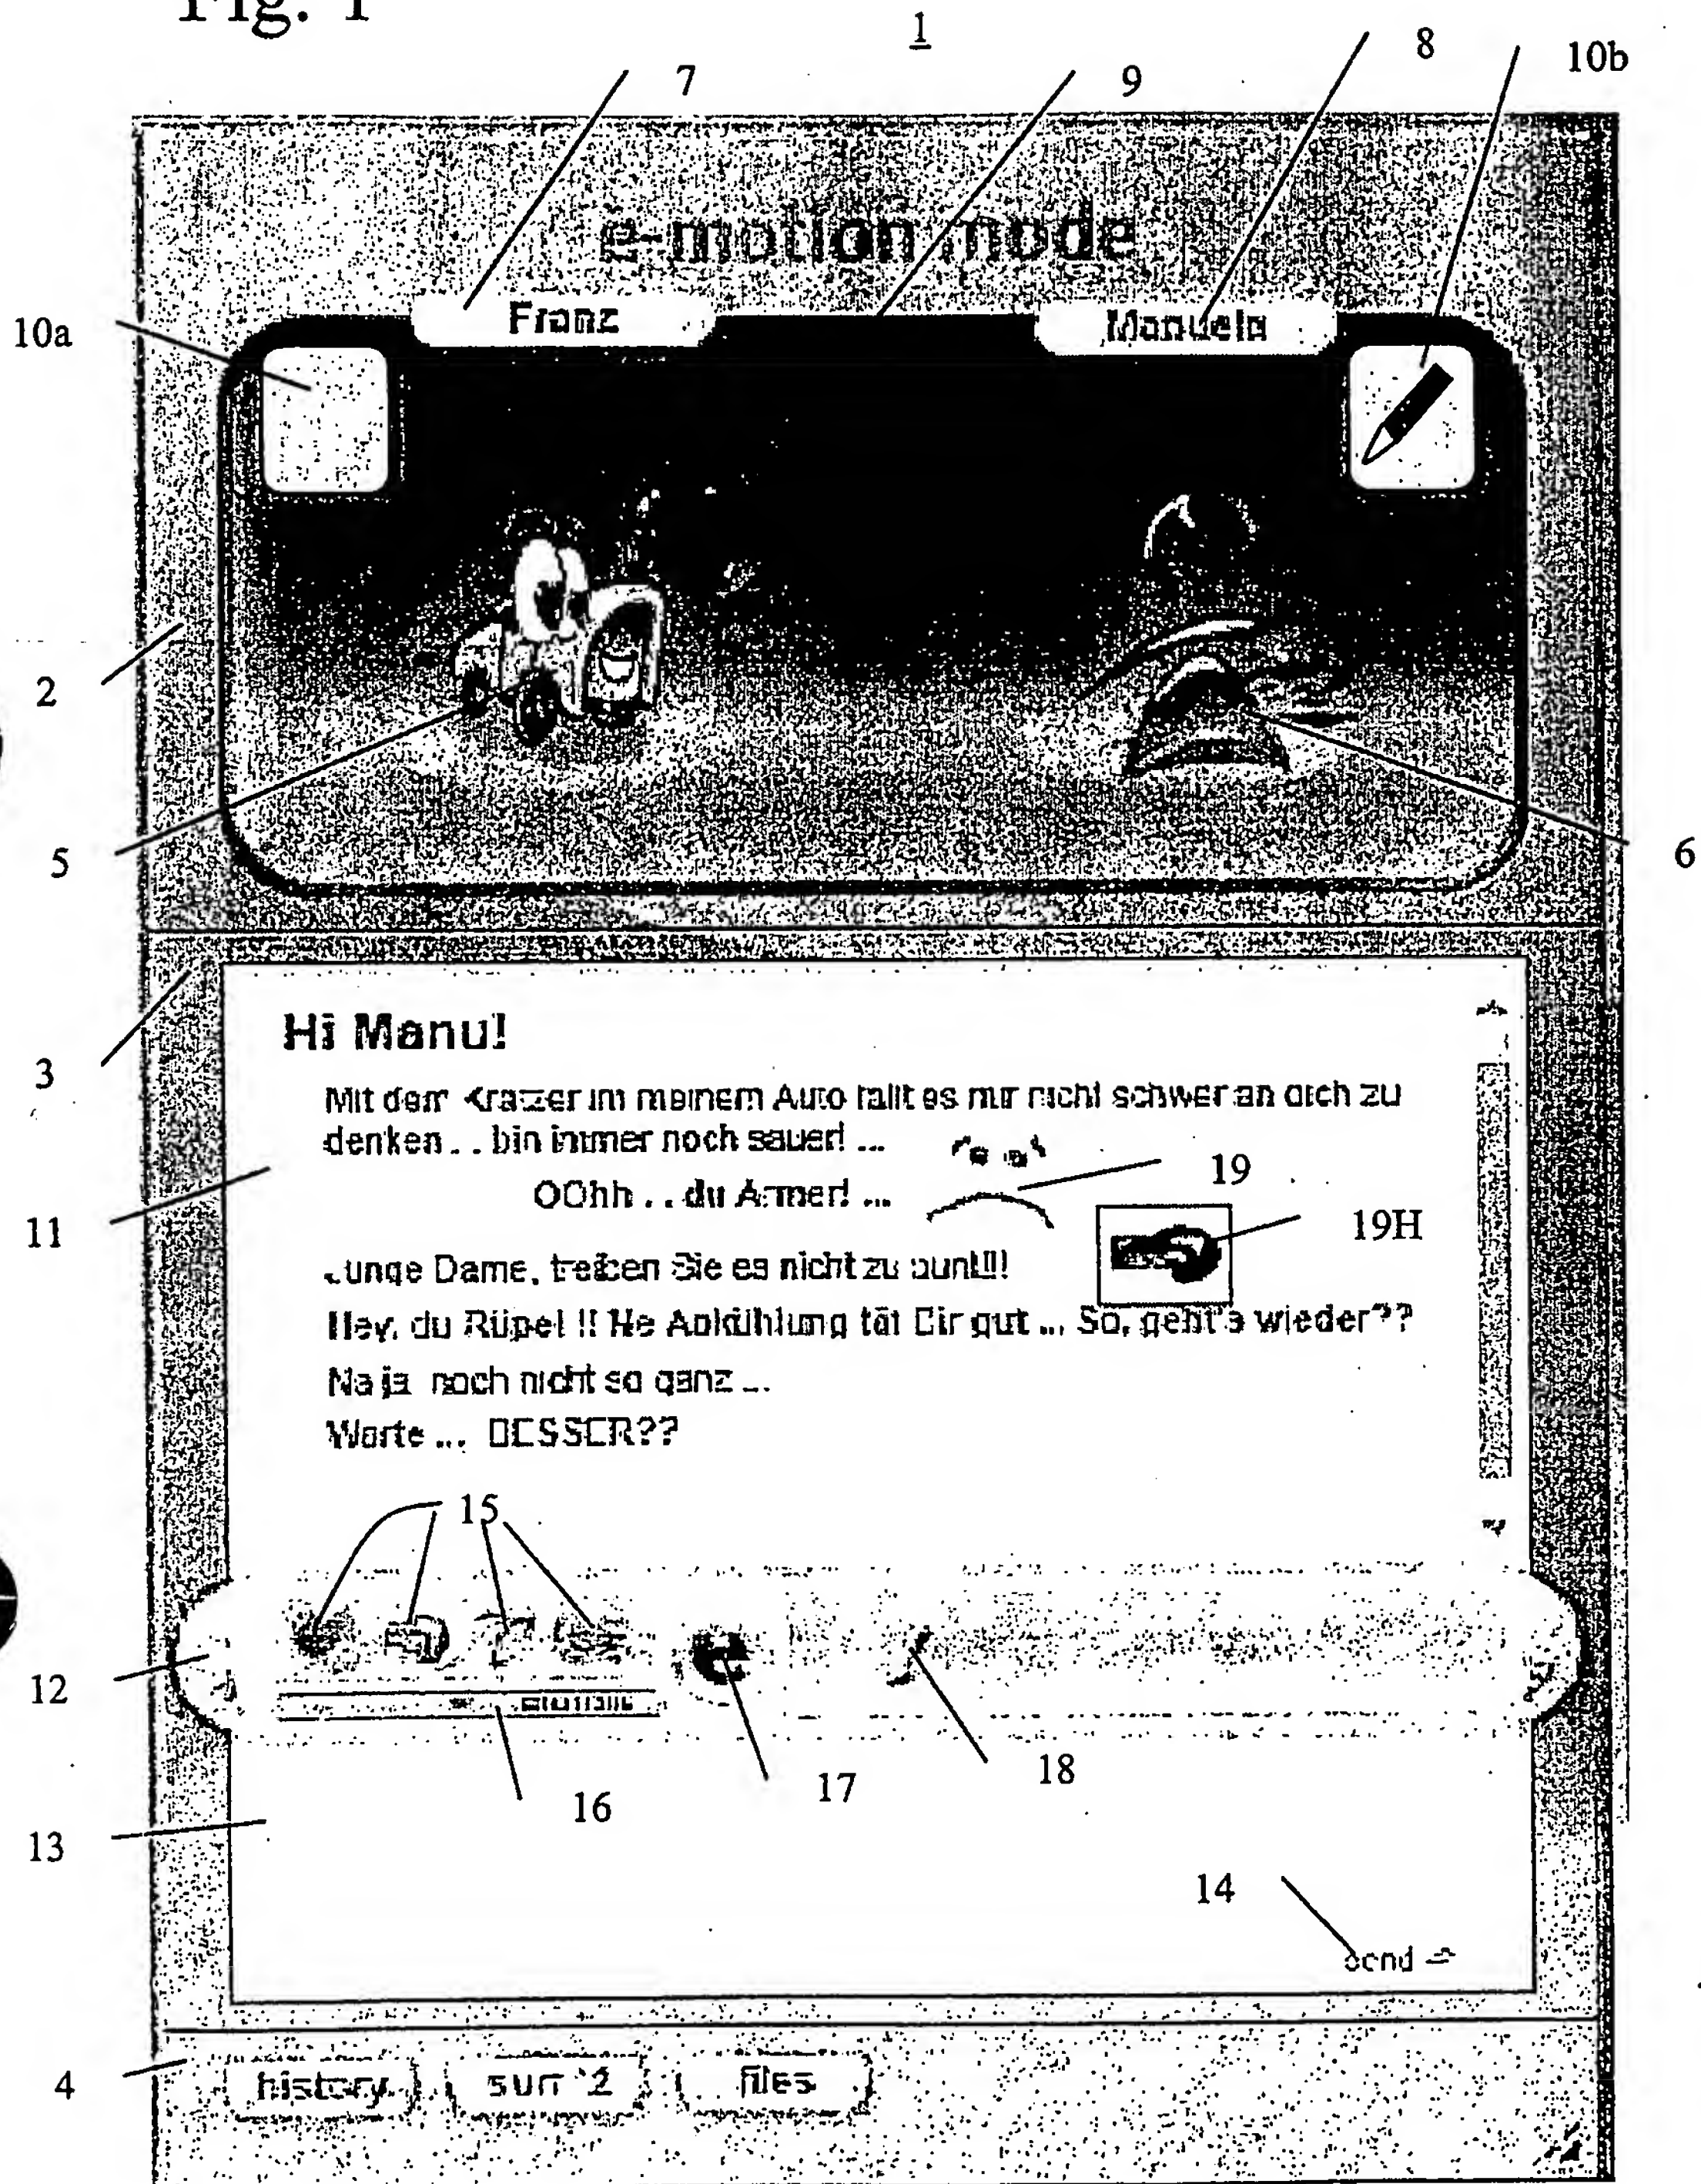 Fig. 1
1
7
9
8
10b
e-motion mode
Franz
Manuela
10a
2
5
6
3
Hi Manu!
Mit dem Kratzer im meinem Auto fällt es mir nicht schwer an dich zu
denken... bin immer noch sauer! ...
19
OOhh... du Armer! ...
19H
11
Junge Dame, treiben Sie es nicht zu bunt!!!
Hey, du Rüpel !! Ne Abkühlung tät Dir gut ... So, geht's wieder??
Na ja noch nicht so ganz ...
Warte ... BESSER??
15
12
16
17
18
13
14
send
4
history
files